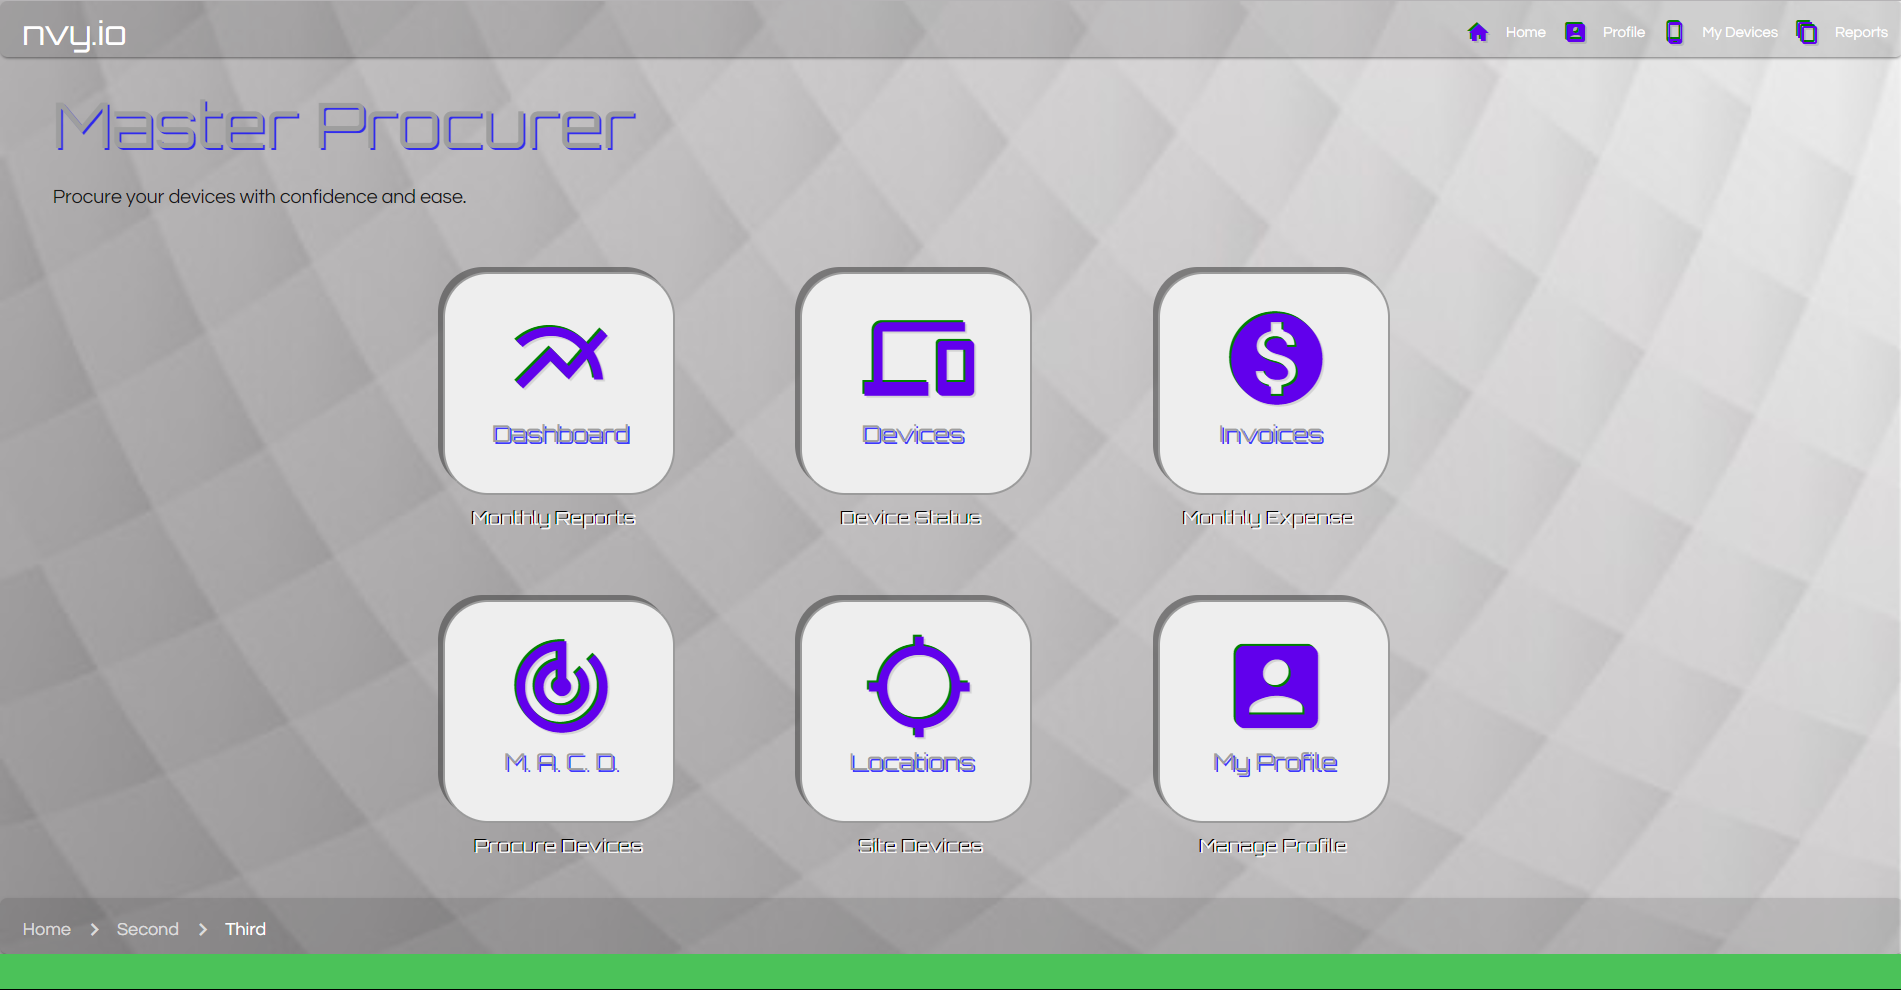 nvy.io
Home Profile My Devices Reports
Master Procurer
Procure your devices with confidence and ease.
Dashboard Devices Invoices
Monthly Reports Device Status Monthly Expense
M. A. C. D. Locations My Profile
Procure Devices Site Devices Manage Profile
Home > Second > Third